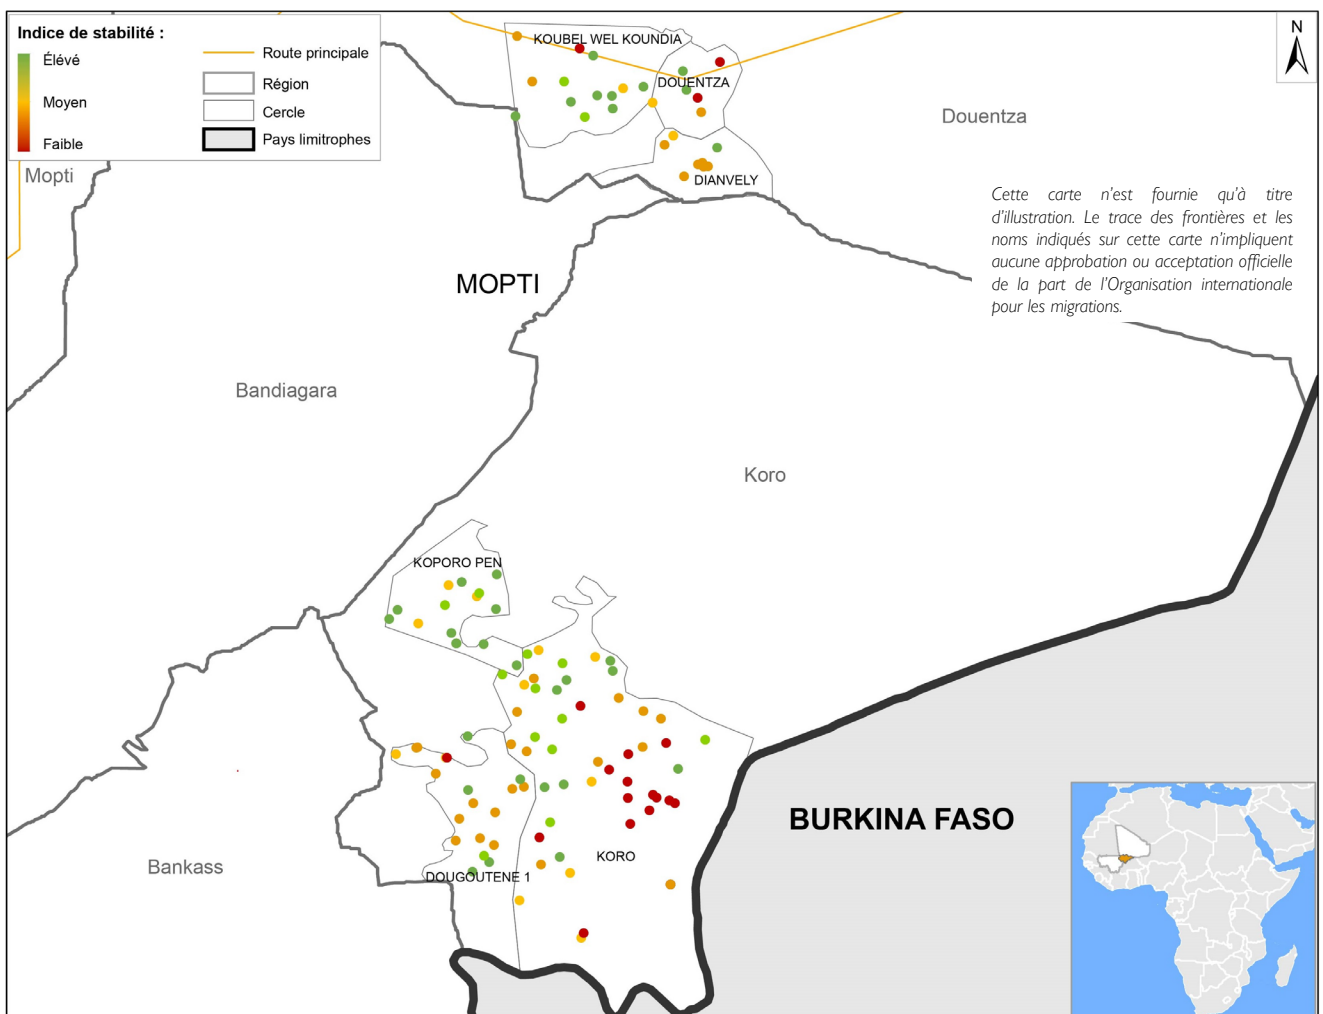 Indice de stabilité :
Élévé
Moyen
Faible
Route principale
Région
Cercle
Pays limitrophes
N
KOUBEL WEL KOUNDIA
DOUENTZA
DIANVELY
Douentza
Mopti
Cette carte n'est fournie qu'à titre
d'illustration. Le trace des frontières et les
noms indiqués sur cette carte n'impliquent
aucune approbation ou acceptation officielle
de la part de l'Organisation internationale
pour les migrations.
MOPTI
Bandiagara
Koro
KOPORO PEN
BURKINA FASO
KORO
Bankass
DOUGOUTENE 1